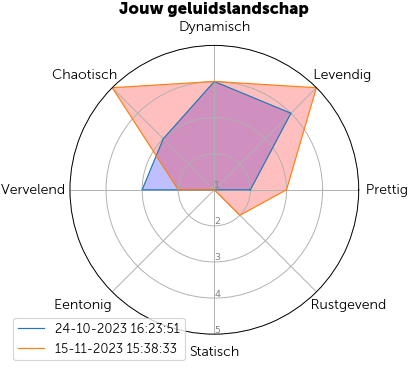 Jouw geluidslandschap
Dynamisch
Chaotisch
Levendig
Vervelend
1
Prettig
2
3
4
Eentonig
Rustgevend
5
24-10-2023 16:23:51
15-11-2023 15:38:33
Statisch